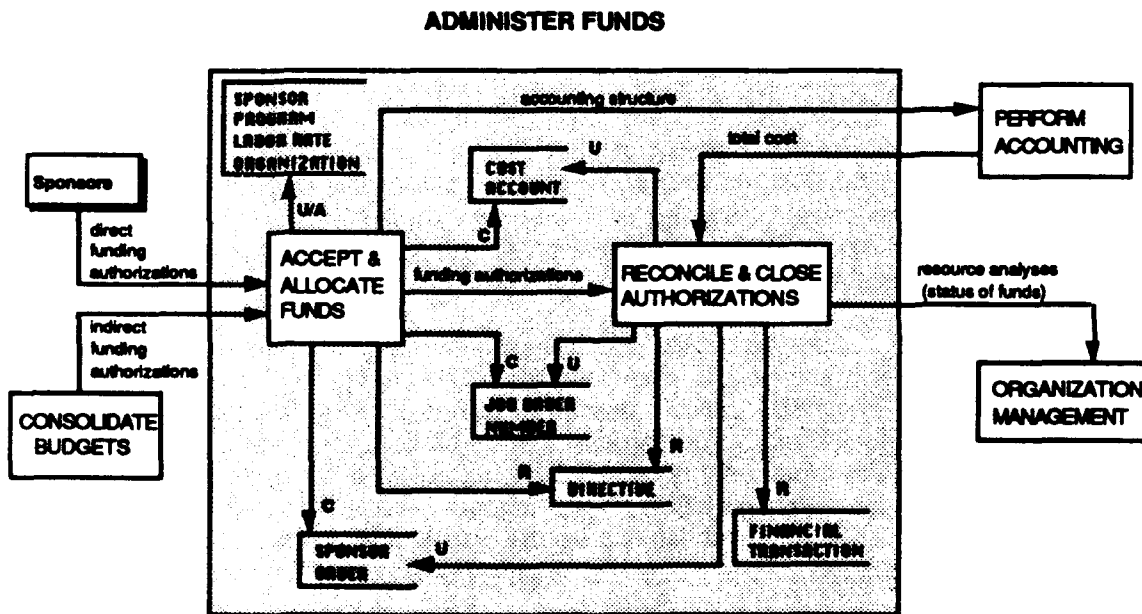 ADMINISTER FUNDS
SPONSOR
PROGRAM
LABOR RATE
ORGANIZATION
accounting structure
PERFORM
ACCOUNTING
total cost
U
COST
ACCOUNT
Sponsors
U/A
C
direct
funding
authorizations
ACCEPT &
ALLOCATE
FUNDS
funding authorizations
RECONCILE & CLOSE
AUTHORIZATIONS
resource analyses
(status of funds)
indirect
funding
authorizations
C
U
CONSOLIDATE
BUDGETS
JOB ORDER
NUMBER
ORGANIZATION
MANAGEMENT
R
R
DIRECTIVE
R
C
FINANCIAL
TRANSACTION
SPONSOR
ORDER
U